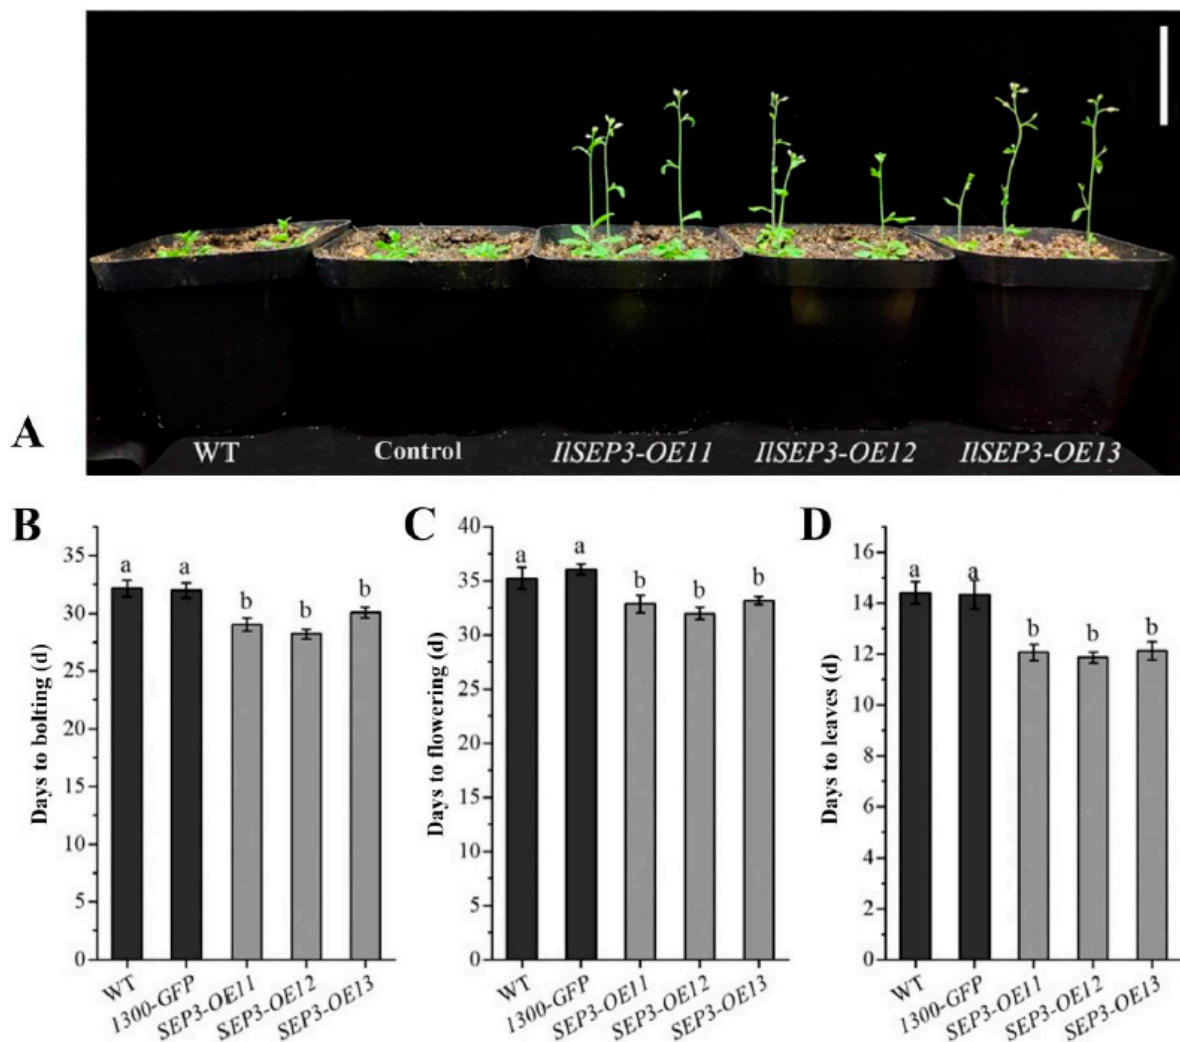 A
WT Control IlSEP3-OE11 IlSEP3-OE12 IlSEP3-OE13
B
Days to bolting (d)
35
30
25
20
15
10
5
0
a a b b b
WT 1300-GFP SEP3-OE11 SEP3-OE12 SEP3-OE13
C
Days to flowering (d)
40
35
30
25
20
15
10
5
0
a a b b b
WT 1300-GFP SEP3-OE11 SEP3-OE12 SEP3-OE13
D
Days to leaves (d)
16
14
12
10
8
6
4
2
0
a a b b b
WT 1300-GFP SEP3-OE11 SEP3-OE12 SEP3-OE13